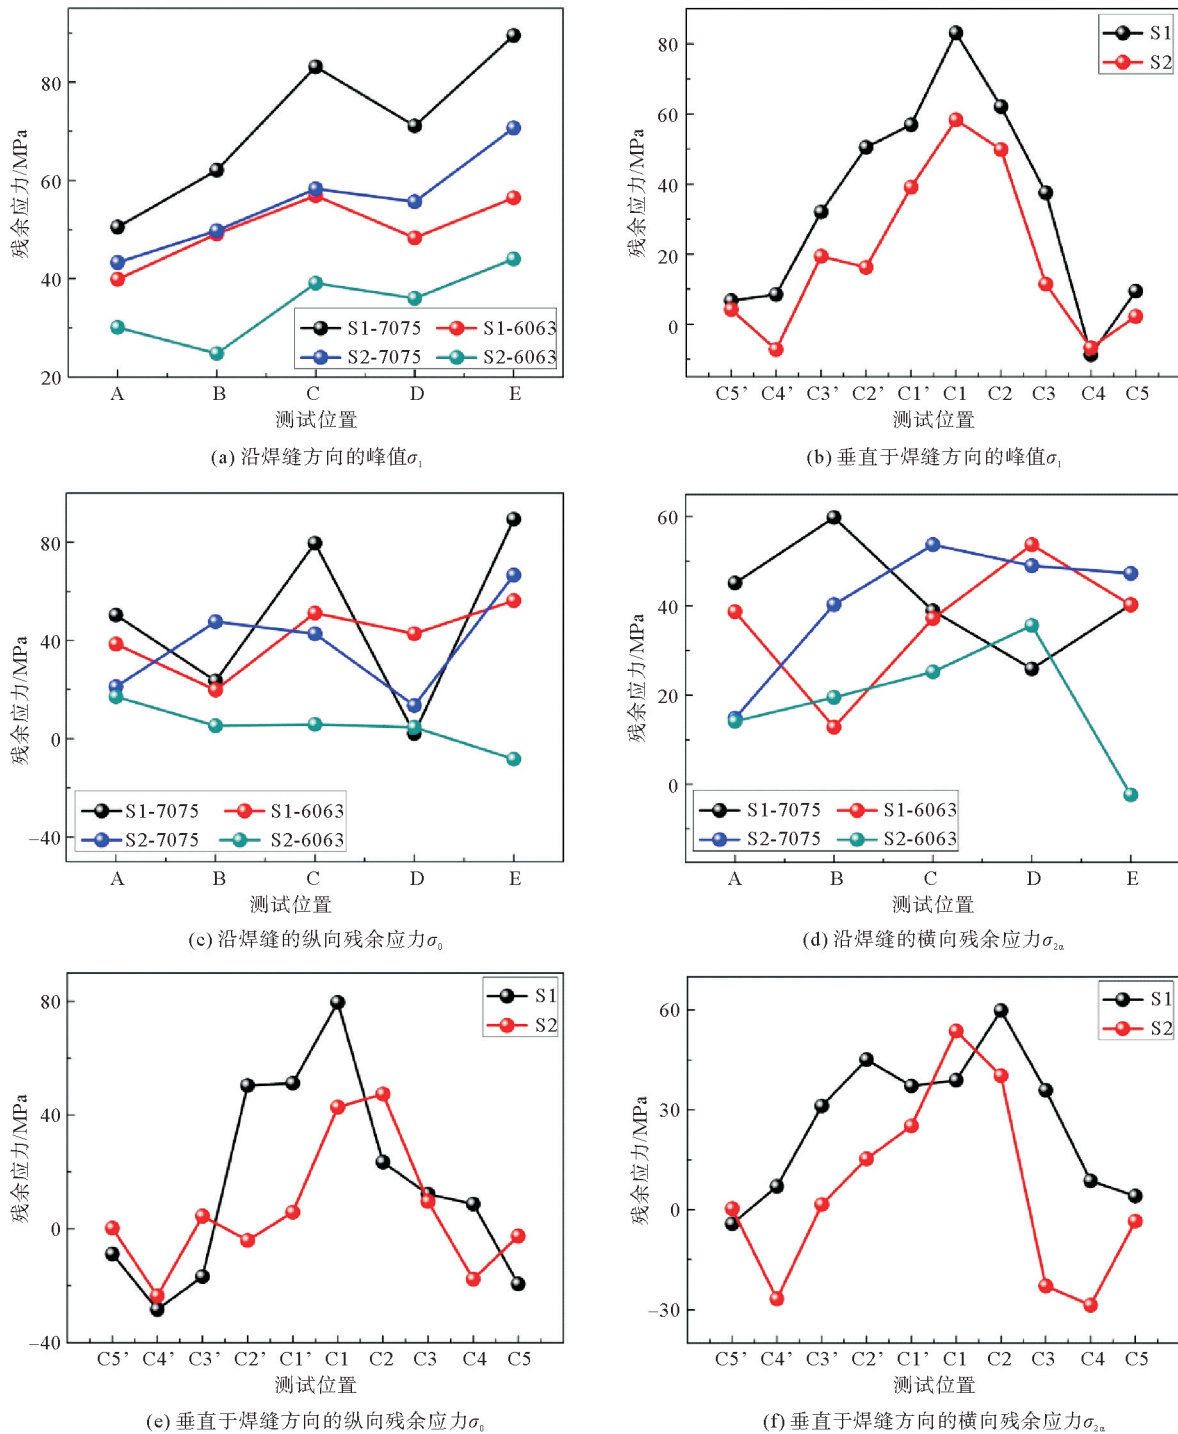 残余应力/MPa
80
60
40
20
S1-7075 S1-6063
S2-7075 S2-6063
A B C D E
测试位置
(a) 沿焊缝方向的峰值σ₁
残余应力/MPa
80
60
40
20
0
S1
S2
C5’ C4’ C3’ C2’ C1’ C1 C2 C3 C4 C5
测试位置
(b) 垂直于焊缝方向的峰值σ₁
残余应力/MPa
80
40
0
−40
S1-7075 S1-6063
S2-7075 S2-6063
A B C D E
测试位置
(c) 沿焊缝的纵向残余应力σ₀
残余应力/MPa
60
40
20
0
S1-7075 S1-6063
S2-7075 S2-6063
A B C D E
测试位置
(d) 沿焊缝的横向残余应力σ₂α
残余应力/MPa
80
40
0
−40
S1
S2
C5’ C4’ C3’ C2’ C1’ C1 C2 C3 C4 C5
测试位置
(e) 垂直于焊缝方向的纵向残余应力σ₀
残余应力/MPa
60
30
0
−30
S1
S2
C5’ C4’ C3’ C2’ C1’ C1 C2 C3 C4 C5
测试位置
(f) 垂直于焊缝方向的横向残余应力σ₂α